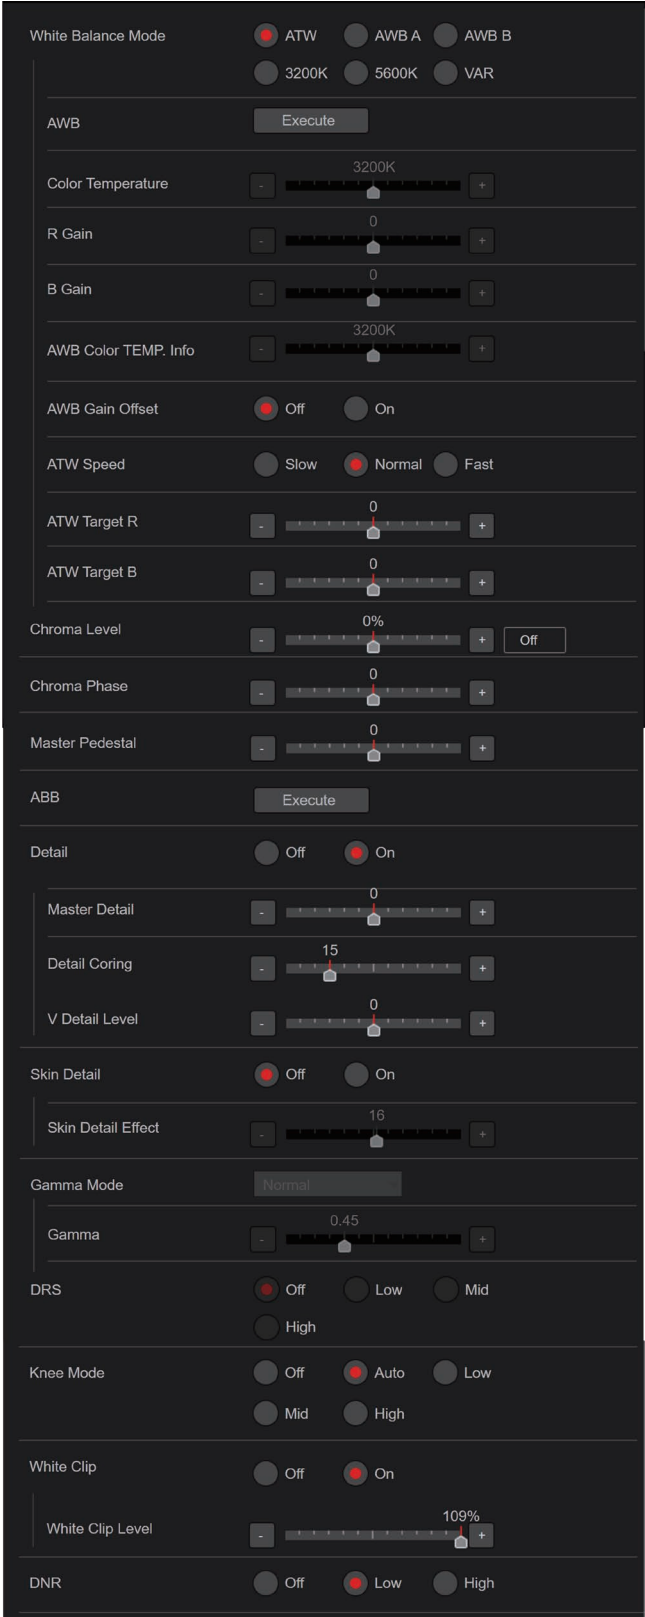 White Balance Mode ATW AWB A AWB B
3200K 5600K VAR
AWB Execute
3200K
Color Temperature - +
0
R Gain - +
0
B Gain - +
3200K
AWB Color TEMP. Info - +
AWB Gain Offset Off On
ATW Speed Slow Normal Fast
0
ATW Target R - +
0
ATW Target B - +
0%
Chroma Level - + Off
0
Chroma Phase - +
0
Master Pedestal - +
ABB Execute
Detail Off On
0
Master Detail - +
15
Detail Coring - +
0
V Detail Level - +
Skin Detail Off On
16
Skin Detail Effect - +
Gamma Mode Normal
0.45
Gamma - +
DRS Off Low Mid
High
Knee Mode Off Auto Low
Mid High
White Clip Off On
109%
White Clip Level - +
DNR Off Low High